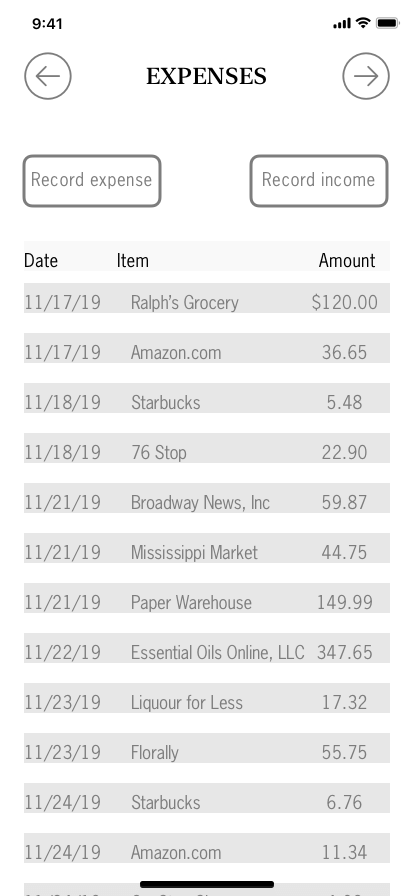 9:41
EXPENSES
Record expense Record income
Date Item Amount
11/17/19 Ralph's Grocery $120.00
11/17/19 Amazon.com 36.65
11/18/19 Starbucks 5.48
11/18/19 76 Stop 22.90
11/21/19 Broadway News, Inc 59.87
11/21/19 Mississippi Market 44.75
11/21/19 Paper Warehouse 149.99
11/22/19 Essential Oils Online, LLC 347.65
11/23/19 Liquour for Less 17.32
11/23/19 Florally 55.75
11/24/19 Starbucks 6.76
11/24/19 Amazon.com 11.34